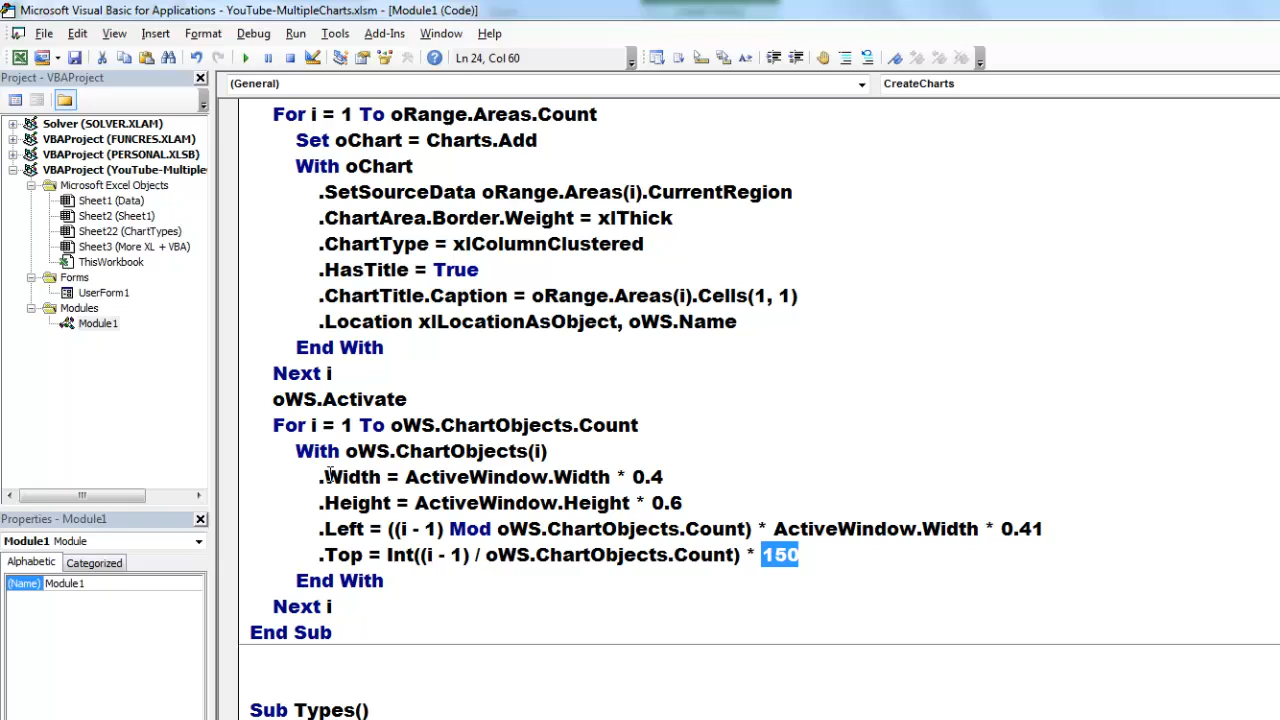 Microsoft Visual Basic for Applications - YouTube-MultipleCharts.xlsm - [Module1 (Code)]
File Edit View Insert Format Debug Run Tools Add-Ins Window Help
Ln 24, Col 60
Project - VBAProject
(General)
CreateCharts
Solver (SOLVER.XLAM)
VBAProject (FUNCRES.XLAM)
VBAProject (PERSONAL.XLSB)
VBAProject (YouTube-Multiple
Microsoft Excel Objects
Sheet1 (Data)
Sheet2 (Sheet1)
Sheet22 (ChartTypes)
Sheet3 (More XL + VBA)
ThisWorkbook
Forms
UserForm1
Modules
Module1
Properties - Module1
Module1 Module
Alphabetic Categorized
(Name) Module1
For i = 1 To oRange.Areas.Count
Set oChart = Charts.Add
With oChart
.SetSourceData oRange.Areas(i).CurrentRegion
.ChartArea.Border.Weight = xlThick
.ChartType = xlColumnClustered
.HasTitle = True
.ChartTitle.Caption = oRange.Areas(i).Cells(1, 1)
.Location xlLocationAsObject, oWS.Name
End With
Next i
oWS.Activate
For i = 1 To oWS.ChartObjects.Count
With oWS.ChartObjects(i)
.Width = ActiveWindow.Width * 0.4
.Height = ActiveWindow.Height * 0.6
.Left = ((i - 1) Mod oWS.ChartObjects.Count) * ActiveWindow.Width * 0.41
.Top = Int((i - 1) / oWS.ChartObjects.Count) * 150
End With
Next i
End Sub
Sub Types()